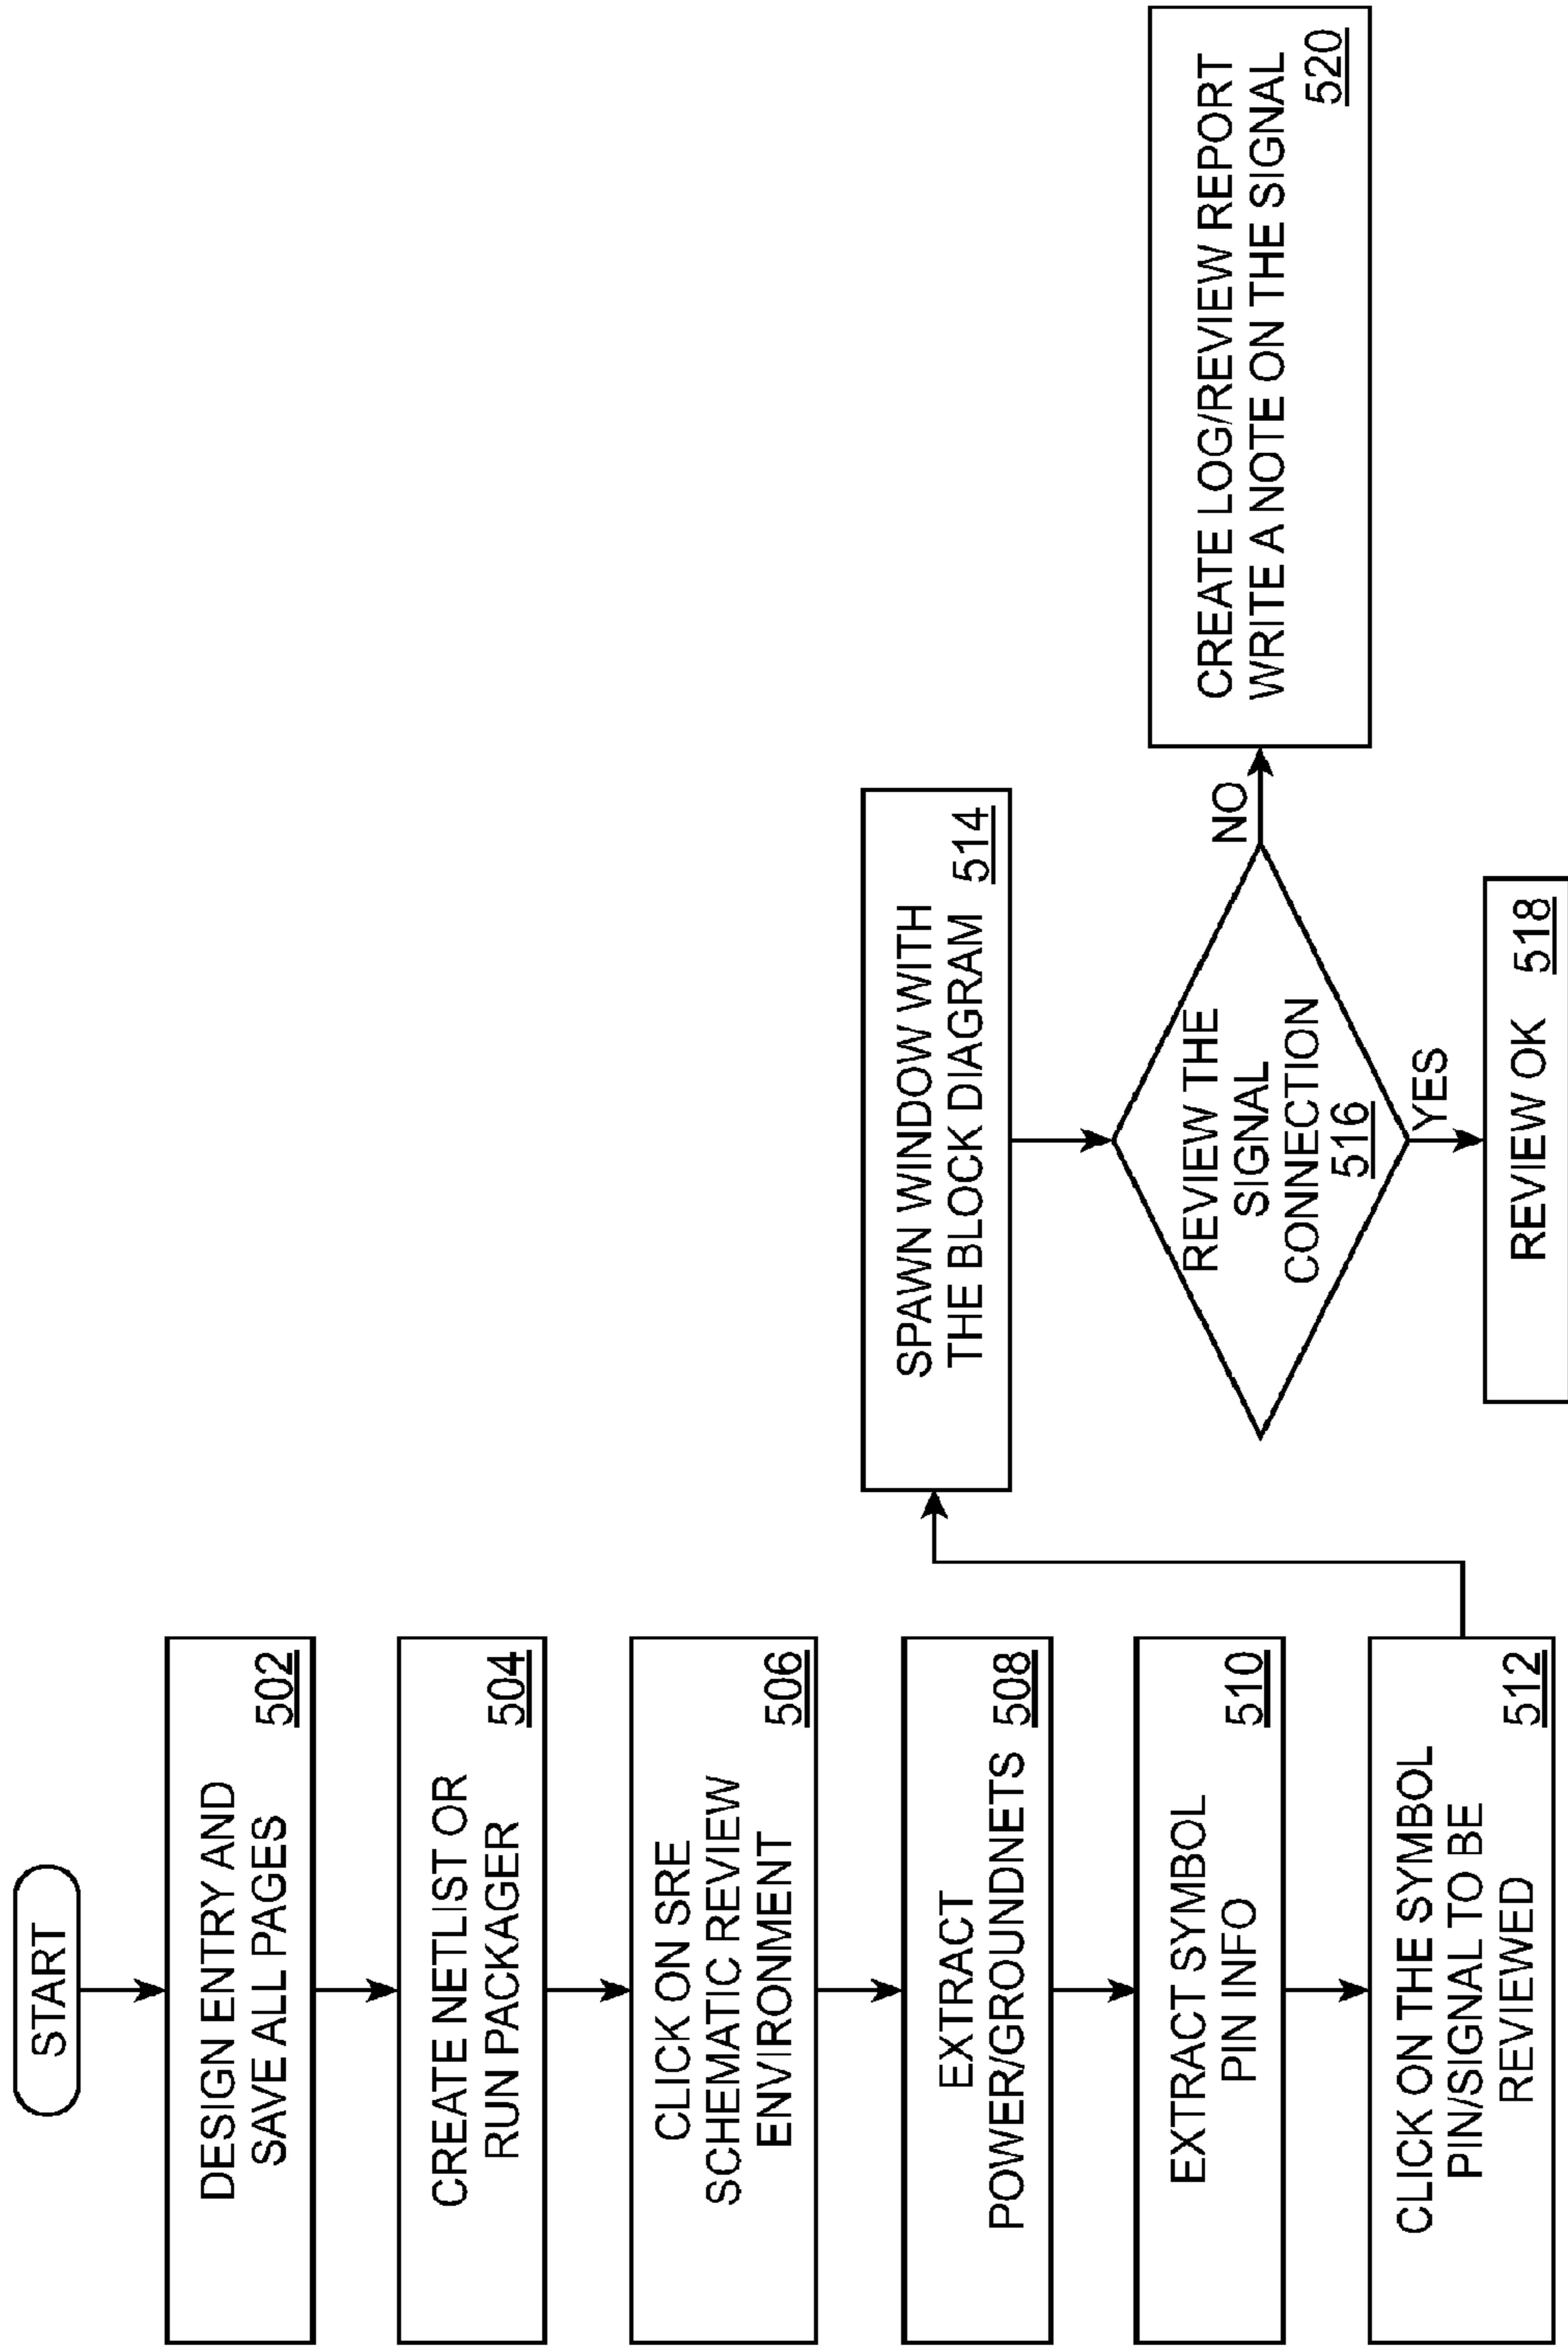 START
DESIGN ENTRY AND
SAVE ALL PAGES 502
CREATE NETLIST OR
RUN PACKAGER 504
CLICK ON SRE
SCHEMATIC REVIEW
ENVIRONMENT 506
EXTRACT
POWER/GROUNDNETS 508
EXTRACT SYMBOL
PIN INFO 510
CLICK ON THE SYMBOL
PIN/SIGNAL TO BE
REVIEWED 512
SPAWN WINDOW WITH
THE BLOCK DIAGRAM 514
REVIEW THE
SIGNAL
CONNECTION
516
NO
YES
REVIEW OK 518
CREATE LOG/REVIEW REPORT
WRITE A NOTE ON THE SIGNAL
520